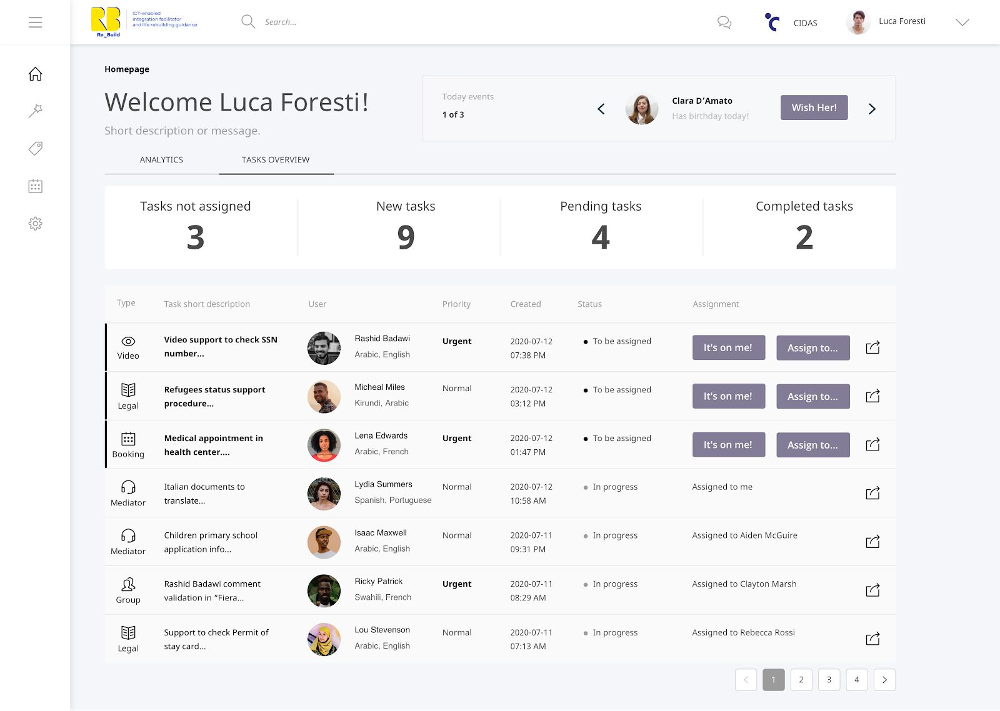 RB
Re_Build
ICT-enabled
integration facilitator
and life rebuilding guidance
Search...
CIDAS
Luca Foresti
Homepage
Welcome Luca Foresti!
Short description or message.
Today events
1 of 3
Clara D’Amato
Has birthday today!
Wish Her!
ANALYTICS
TASKS OVERVIEW
Tasks not assigned
3
New tasks
9
Pending tasks
4
Completed tasks
2
Type
Task short description
User
Priority
Created
Status
Assignment
Video
Video support to check SSN
number...
Rashid Badawi
Arabic, English
Urgent
2020-07-12
07:38 PM
To be assigned
It's on me!
Assign to...
Legal
Refugees status support
procedure...
Micheal Miles
Kirundi, Arabic
Normal
2020-07-12
03:12 PM
To be assigned
It's on me!
Assign to...
Booking
Medical appointment in
health center....
Lena Edwards
Arabic, French
Urgent
2020-07-12
01:47 PM
To be assigned
It's on me!
Assign to...
Mediator
Italian documents to
translate...
Lydia Summers
Spanish, Portuguese
Normal
2020-07-12
10:58 AM
In progress
Assigned to me
Mediator
Children primary school
application info...
Isaac Maxwell
Arabic, English
Normal
2020-07-11
09:31 PM
In progress
Assigned to Aiden McGuire
Group
Rashid Badawi comment
validation in “Fiera...
Ricky Patrick
Swahili, French
Urgent
2020-07-11
08:29 AM
In progress
Assigned to Clayton Marsh
Legal
Support to check Permit of
stay card...
Lou Stevenson
Arabic, English
Normal
2020-07-11
07:13 AM
In progress
Assigned to Rebecca Rossi
1
2
3
4